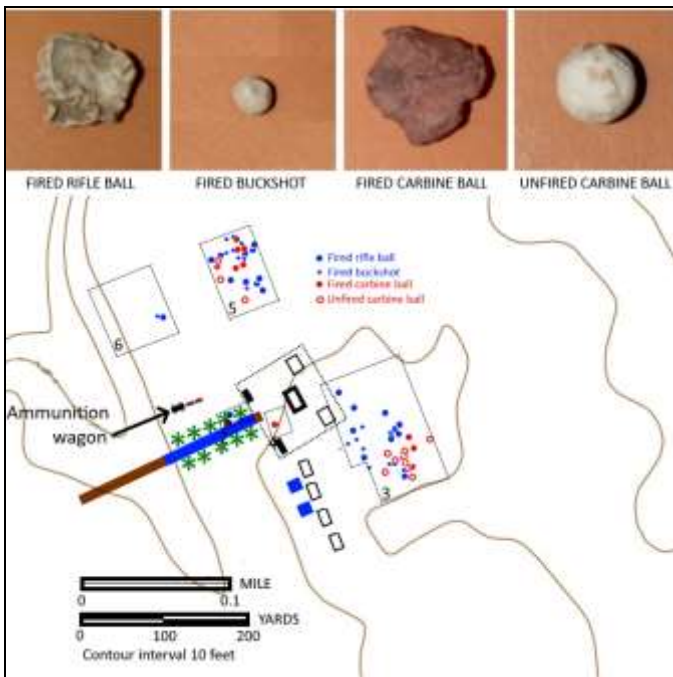 FIRED RIFLE BALL
FIRED BUCKSHOT
FIRED CARBINE BALL
UNFIRED CARBINE BALL
Fired rifle ball
Fired buckshot
Fired carbine ball
Unfired carbine ball
5
6
Ammunition
wagon
3
MILE
0 0.1
YARDS
0 100 200
Contour interval 10 feet